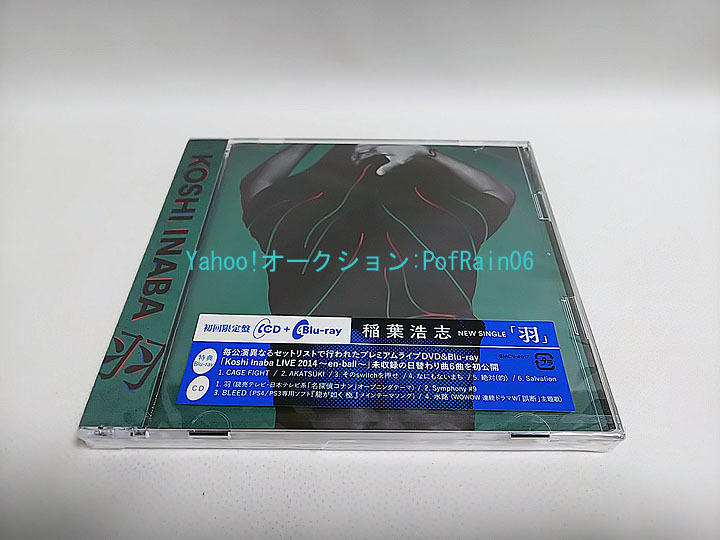 KOSHI INABA 羽
Yahoo!オークション:PofRain06
初回限定盤 CD + Blu-ray 稲葉浩志 NEW SINGLE「羽」
BMCV-4017
特典 Blu-ray
毎公演異なるセットリストで行われたプレミアムライブDVD&Blu-ray
「Koshi Inaba LIVE 2014 〜en-ball〜」未収録の日替わり曲6曲を初公開
1. CAGE FIGHT / 2. AKATSUKI / 3. そのswitchを押せ / 4. なにもないまち / 5. 絶対(的) / 6. Salvation
CD
1. 羽 (読売テレビ・日本テレビ系「名探偵コナン」オープニングテーマ) / 2. Symphony #9
3. BLEED (PS4/PS3専用ソフト『龍が如く 極』メインテーマソング) / 4. 水路 (WOWOW 連続ドラマW「誤断」主題歌)